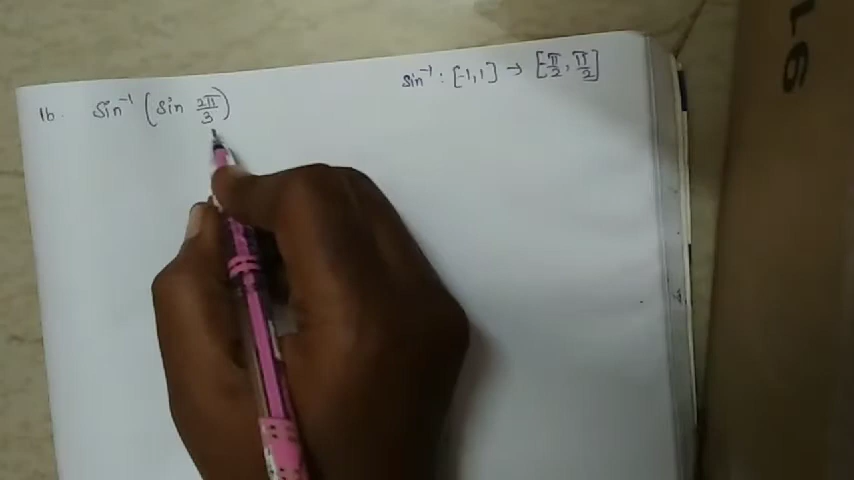 16. Sin⁻¹ (Sin 2π/3)
Sin⁻¹ : [-1,1] → [-π/2, π/2]